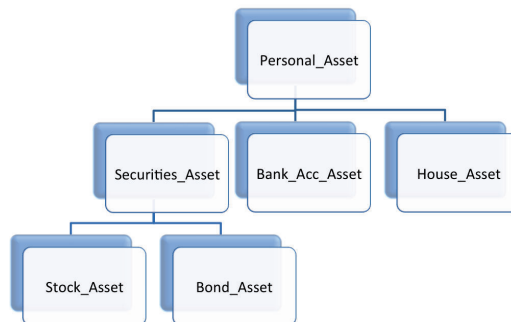 Personal_Asset
Securities_Asset
Bank_Acc_Asset
House_Asset
Stock_Asset
Bond_Asset